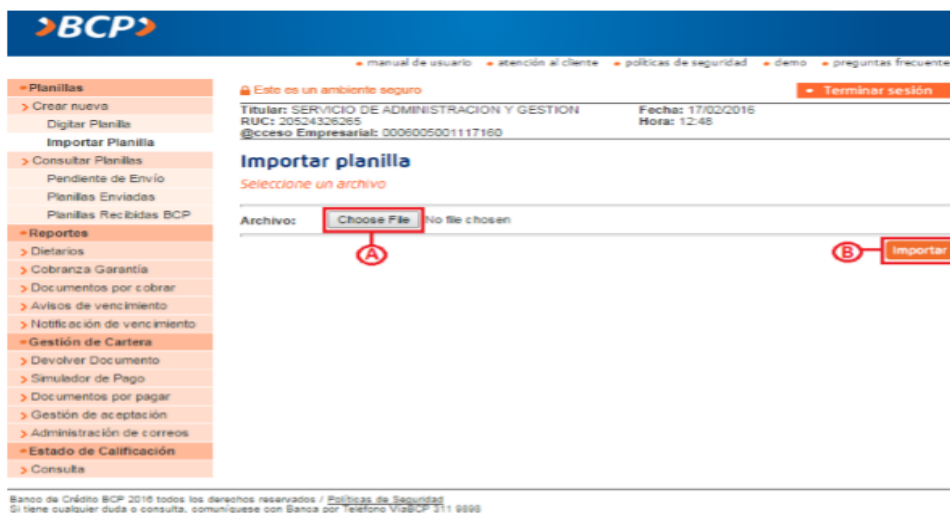 BCP
manual de usuario atención al cliente políticas de seguridad demo preguntas frecuente
Planillas
Crear nueva
Digitar Planilla
Importar Planilla
Consultar Planillas
Pendiente de Envío
Planillas Enviadas
Planillas Recibidas BCP
Reportes
Dietarios
Cobranza Garantía
Documentos por cobrar
Avisos de vencimiento
Notificación de vencimiento
Gestión de Cartera
Devolver Documento
Simulador de Pago
Documentos por pagar
Gestión de aceptación
Administración de correos
Estado de Calificación
Consulta
Este es un ambiente seguro
Terminar sesión
Titular: SERVICIO DE ADMINISTRACION Y GESTION Fecha: 17/02/2016
RUC: 20524326265 Hora: 12:48
@cceso Empresarial: 0006005001117160
Importar planilla
Seleccione un archivo
Archivo: Choose File No file chosen
A
B Importar
Banco de Crédito BCP 2016 todos los derechos reservados / Políticas de Seguridad
Si tiene cualquier duda o consulta, comuníquese con Banca por Teléfono VíaBCP 311 9898